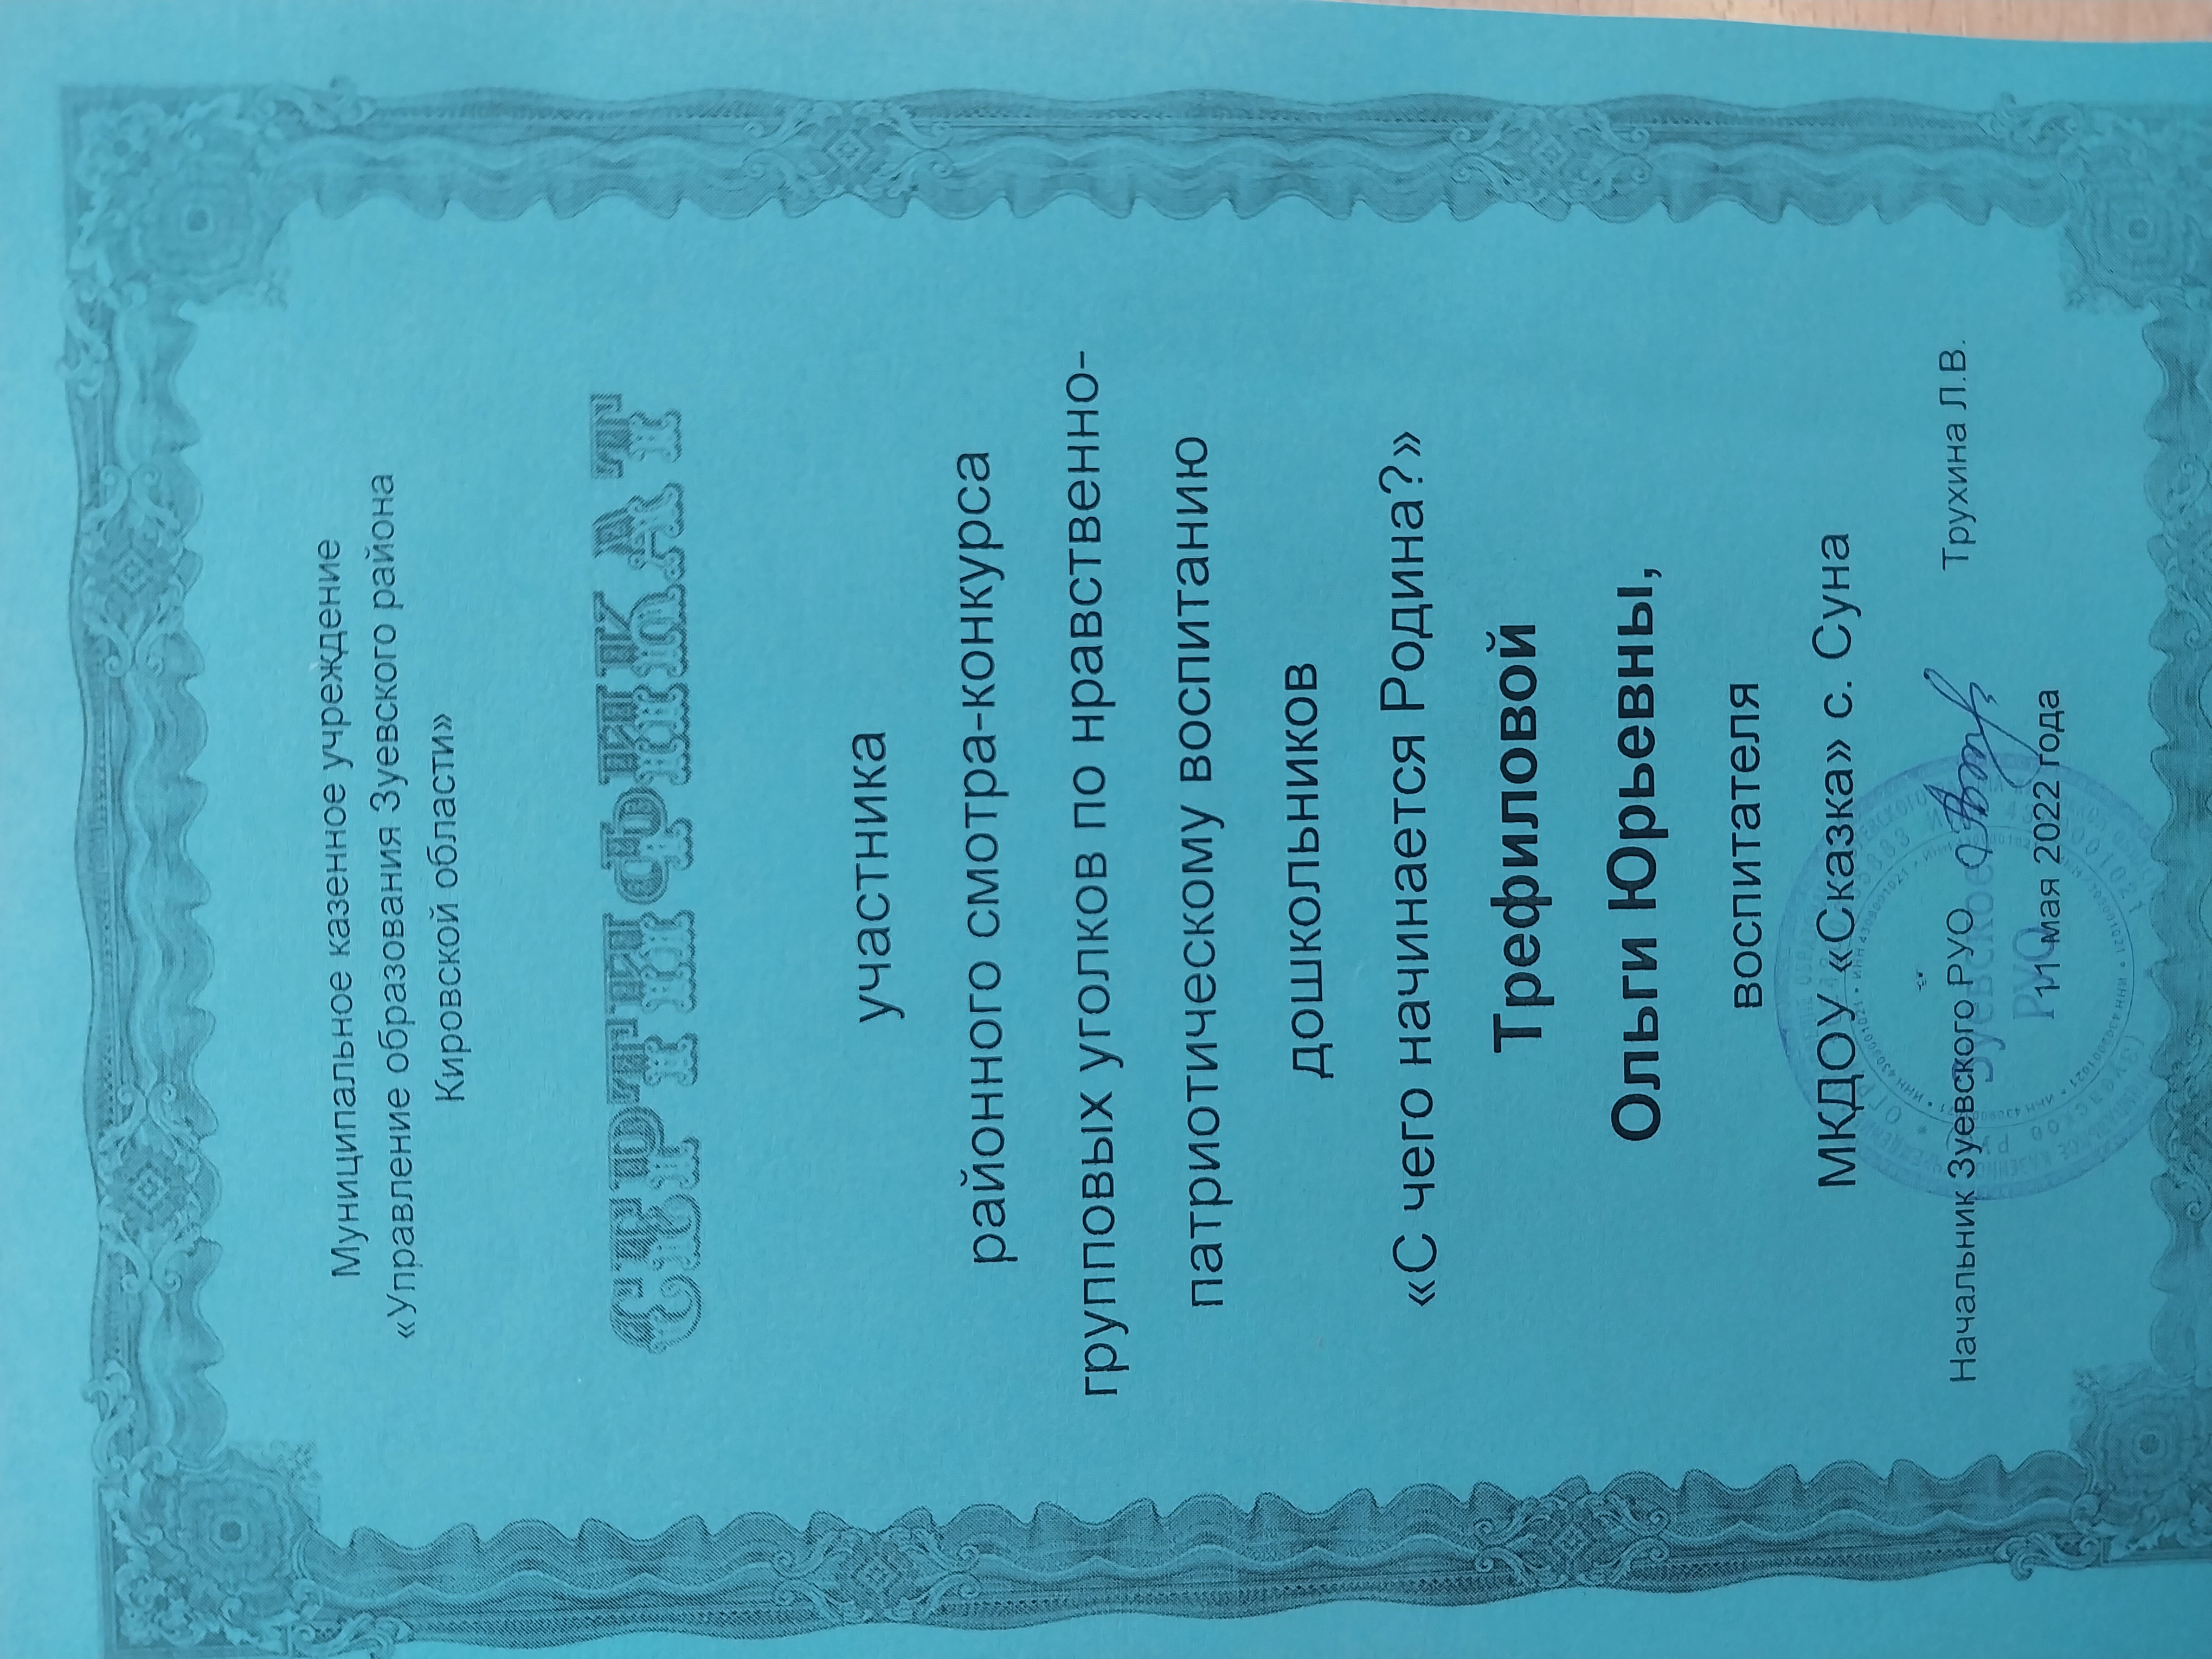 Муниципальное казенное учреждение
«Управление образования Зуевского района
Кировской области»
СЕРТИФИКАТ
участника
районного смотра-конкурса
групповых уголков по нравственно-
патриотическому воспитанию
дошкольников
«С чего начинается Родина?»
Трефиловой
Ольги Юрьевны,
воспитателя
МКДОУ «Сказка» с. Суна
Начальник Зуевского РУО Трухина Л.В.
11 мая 2022 года
Зуевское
РУО